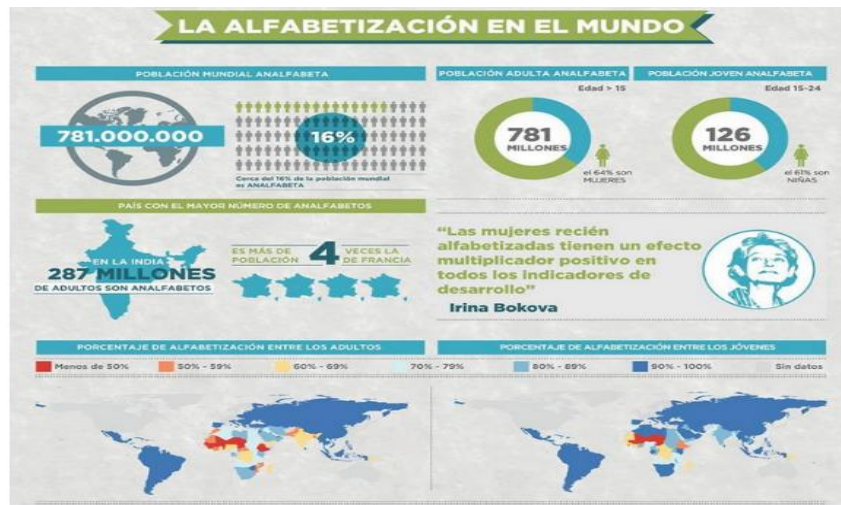 LA ALFABETIZACIÓN EN EL MUNDO
POBLACIÓN MUNDIAL ANALFABETA
781.000.000
16%
Cerca del 16% de la población mundial
es ANALFABETA
POBLACIÓN ADULTA ANALFABETA
Edad > 15
781
MILLONES
el 64% son
MUJERES
POBLACIÓN JOVEN ANALFABETA
Edad 15-24
126
MILLONES
el 61% son
NIÑAS
PAÍS CON EL MAYOR NÚMERO DE ANALFABETOS
EN LA INDIA
287 MILLONES
DE ADULTOS SON ANALFABETOS
ES MÁS DE 4 VECES LA
POBLACIÓN DE FRANCIA
“Las mujeres recién
alfabetizadas tienen un efecto
multiplicador positivo en
todos los indicadores de
desarrollo”
Irina Bokova
PORCENTAJE DE ALFABETIZACIÓN ENTRE LOS ADULTOS
PORCENTAJE DE ALFABETIZACIÓN ENTRE LOS JÓVENES
Menos de 50% 50% - 59% 60% - 69% 70% - 79% 80% - 89% 90% - 100% Sin datos